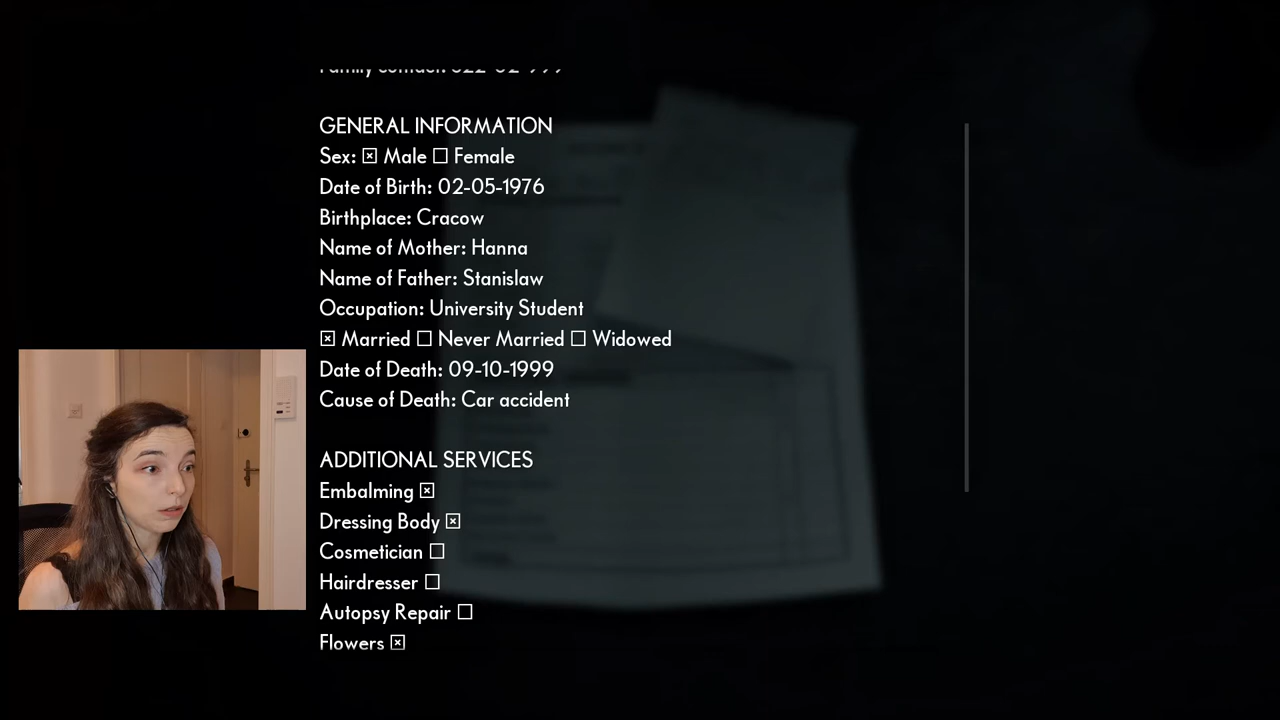 GENERAL INFORMATION
Sex: ☒ Male ☐ Female
Date of Birth: 02-05-1976
Birthplace: Cracow
Name of Mother: Hanna
Name of Father: Stanislaw
Occupation: University Student
☒ Married ☐ Never Married ☐ Widowed
Date of Death: 09-10-1999
Cause of Death: Car accident
ADDITIONAL SERVICES
Embalming ☒
Dressing Body ☒
Cosmetician ☐
Hairdresser ☐
Autopsy Repair ☐
Flowers ☒